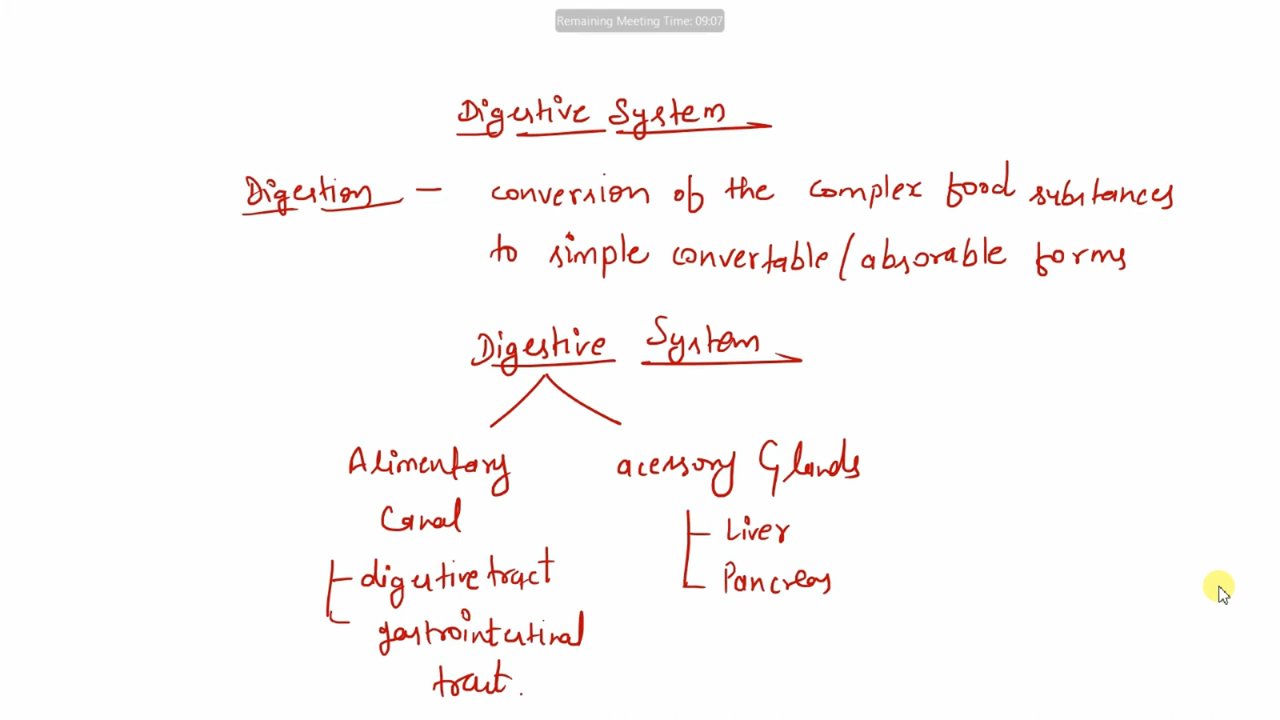 Remaining Meeting Time: 09:07
Digestive System
Digestion — conversion of the complex food substances
to simple convertable / absorable forms
Digestive System
Alimentary acessory Glands
Canal Liver
digestive tract Pancreas
gastrointestinal
tract.